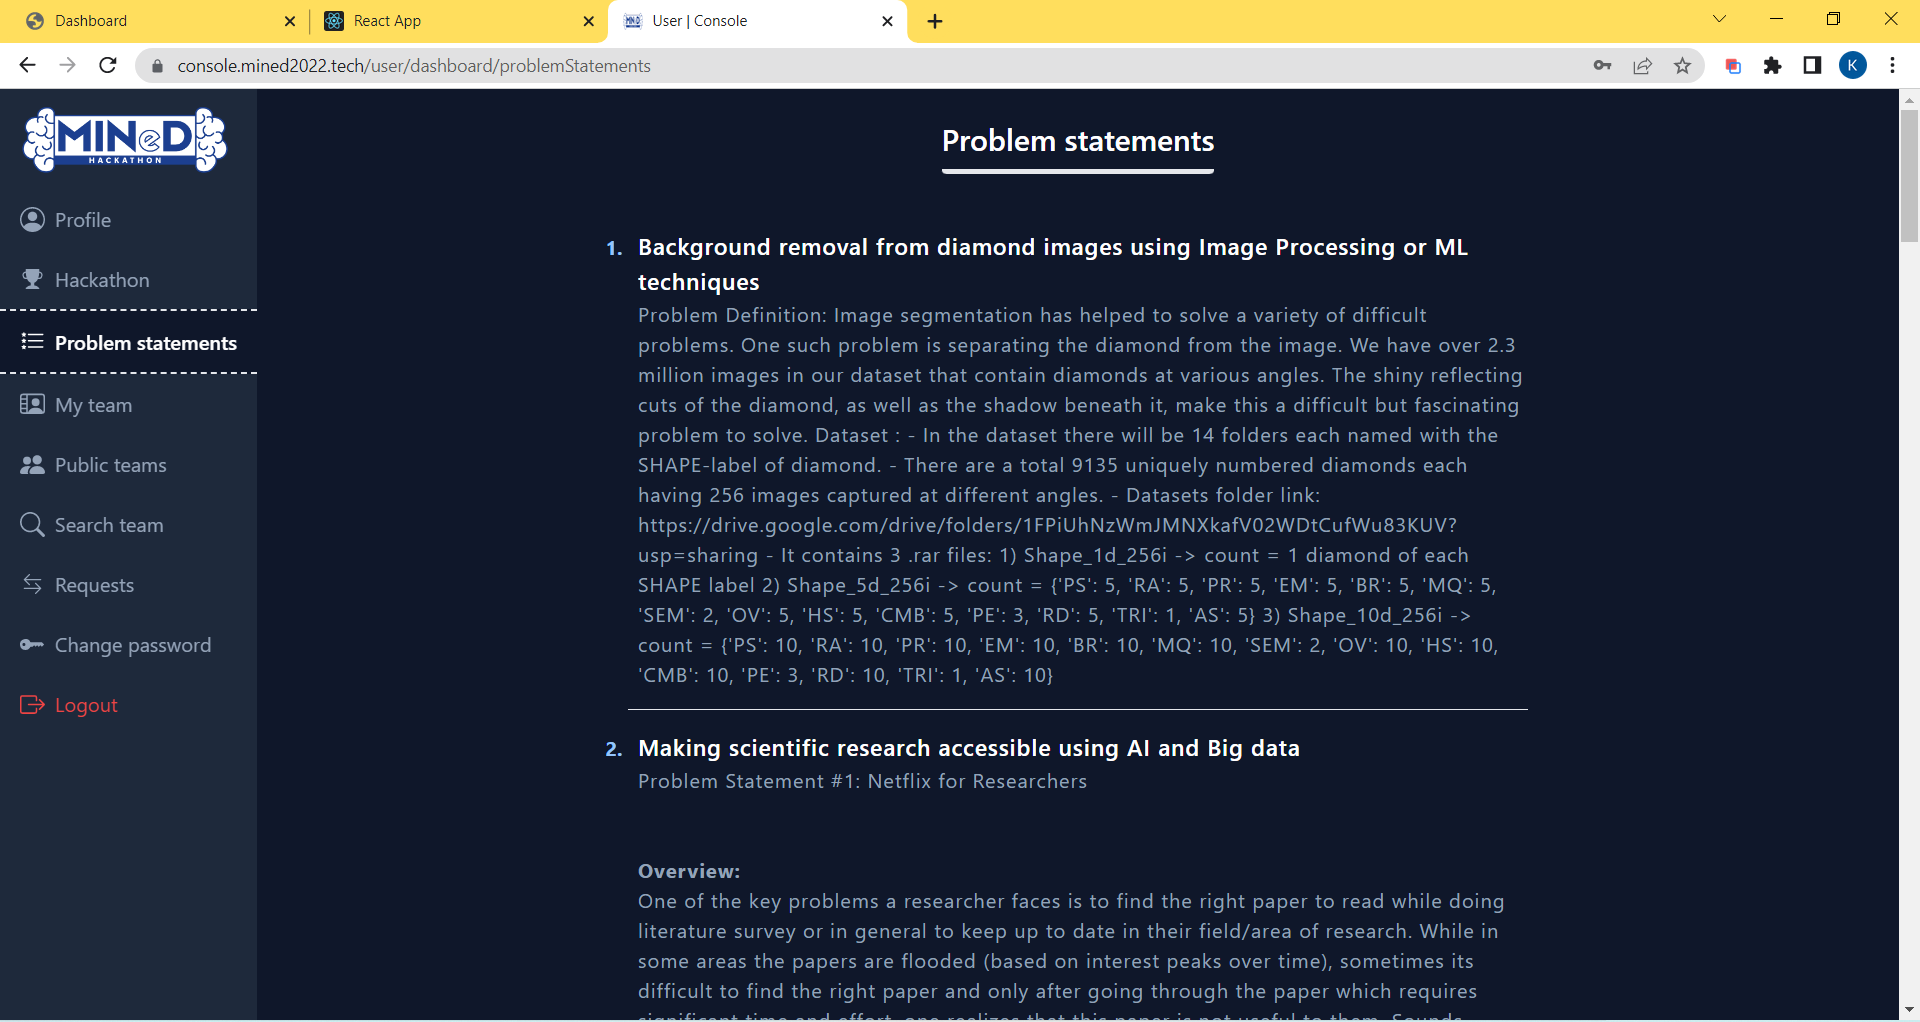 Dashboard
React App
User | Console
console.mined2022.tech/user/dashboard/problemStatements
K
MINeD
HACKATHON
Profile
Hackathon
Problem statements
My team
Public teams
Search team
Requests
Change password
Logout
Problem statements
1. Background removal from diamond images using Image Processing or ML
techniques
Problem Definition: Image segmentation has helped to solve a variety of difficult
problems. One such problem is separating the diamond from the image. We have over 2.3
million images in our dataset that contain diamonds at various angles. The shiny reflecting
cuts of the diamond, as well as the shadow beneath it, make this a difficult but fascinating
problem to solve. Dataset : - In the dataset there will be 14 folders each named with the
SHAPE-label of diamond. - There are a total 9135 uniquely numbered diamonds each
having 256 images captured at different angles. - Datasets folder link:
https://drive.google.com/drive/folders/1FPiUhNzWmJMNXkafV02WDtCufWu83KUV?
usp=sharing - It contains 3 .rar files: 1) Shape_1d_256i -> count = 1 diamond of each
SHAPE label 2) Shape_5d_256i -> count = {'PS': 5, 'RA': 5, 'PR': 5, 'EM': 5, 'BR': 5, 'MQ': 5,
'SEM': 2, 'OV': 5, 'HS': 5, 'CMB': 5, 'PE': 3, 'RD': 5, 'TRI': 1, 'AS': 5} 3) Shape_10d_256i ->
count = {'PS': 10, 'RA': 10, 'PR': 10, 'EM': 10, 'BR': 10, 'MQ': 10, 'SEM': 2, 'OV': 10, 'HS': 10,
'CMB': 10, 'PE': 3, 'RD': 10, 'TRI': 1, 'AS': 10}
2. Making scientific research accessible using AI and Big data
Problem Statement #1: Netflix for Researchers
Overview:
One of the key problems a researcher faces is to find the right paper to read while doing
literature survey or in general to keep up to date in their field/area of research. While in
some areas the papers are flooded (based on interest peaks over time), sometimes its
difficult to find the right paper and only after going through the paper which requires
significant time and effort, one realizes that this paper is not useful to them. Sounds